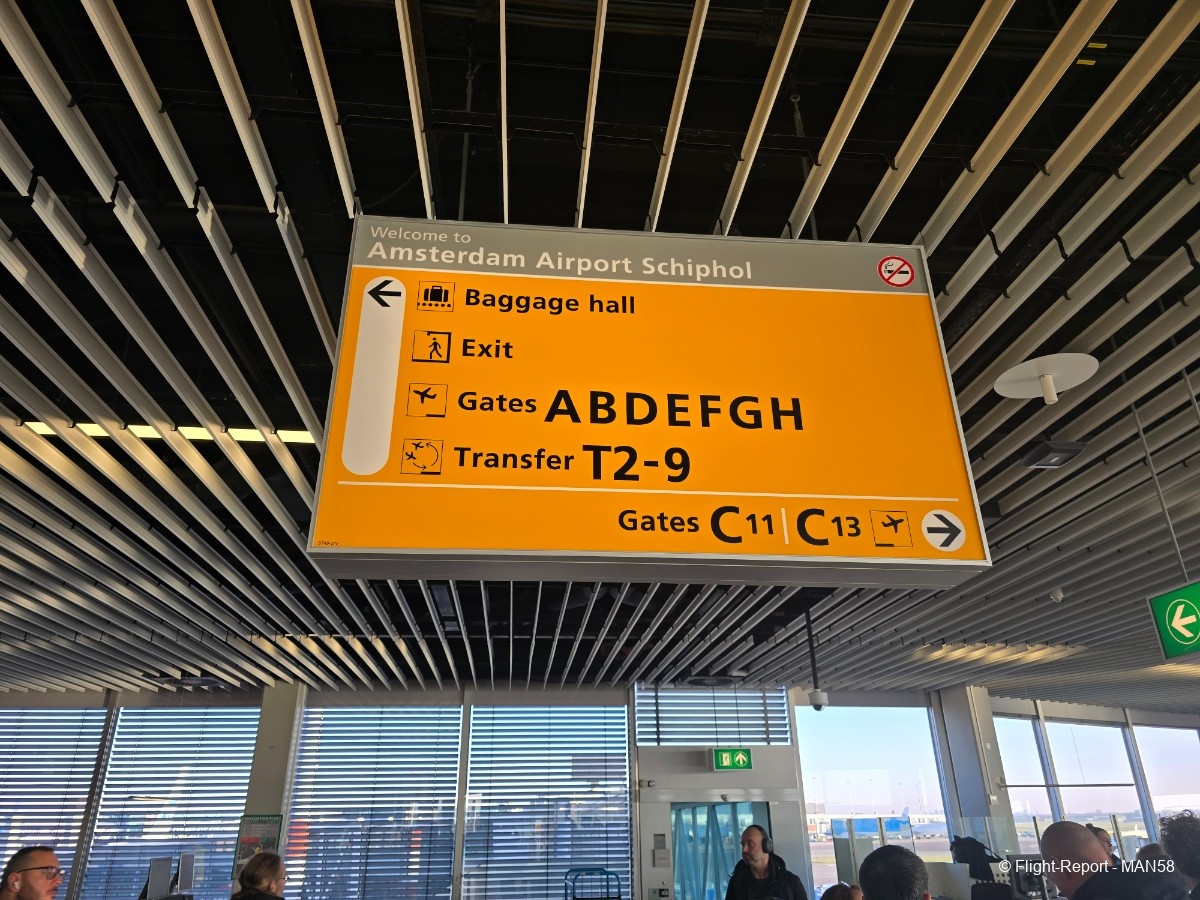 Welcome to
Amsterdam Airport Schiphol
Baggage hall
Exit
Gates ABDEFGH
Transfer T2-9
Gates C11 | C13
© Flight-Report - MAN58